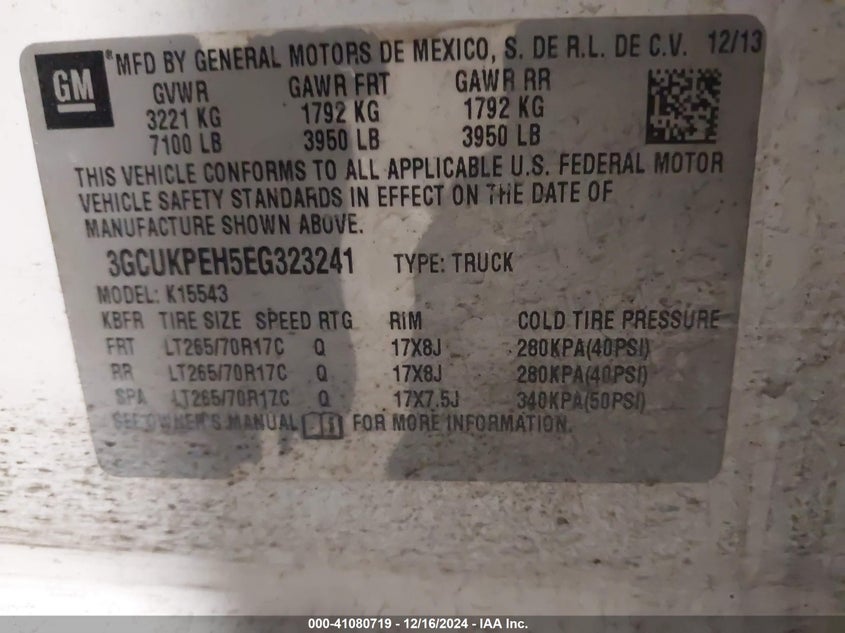 GM
® MFD BY GENERAL MOTORS DE MEXICO, S. DE R.L. DE C.V. 12/13
GVWR GAWR FRT GAWR RR
3221 KG 1792 KG 1792 KG
7100 LB 3950 LB 3950 LB
THIS VEHICLE CONFORMS TO ALL APPLICABLE U.S. FEDERAL MOTOR
VEHICLE SAFETY STANDARDS IN EFFECT ON THE DATE OF
MANUFACTURE SHOWN ABOVE.
3GCUKPEH5EG323241 TYPE: TRUCK
MODEL: K15543
KBFR TIRE SIZE SPEED RTG RIM COLD TIRE PRESSURE
FRT LT265/70R17C Q 17X8J 280KPA(40PSI)
RR LT265/70R17C Q 17X8J 280KPA(40PSI)
SPA LT265/70R17C Q 17X7.5J 340KPA(50PSI)
SEE OWNER'S MANUAL FOR MORE INFORMATION.
000-41080719 - 12/16/2024 - IAA Inc.